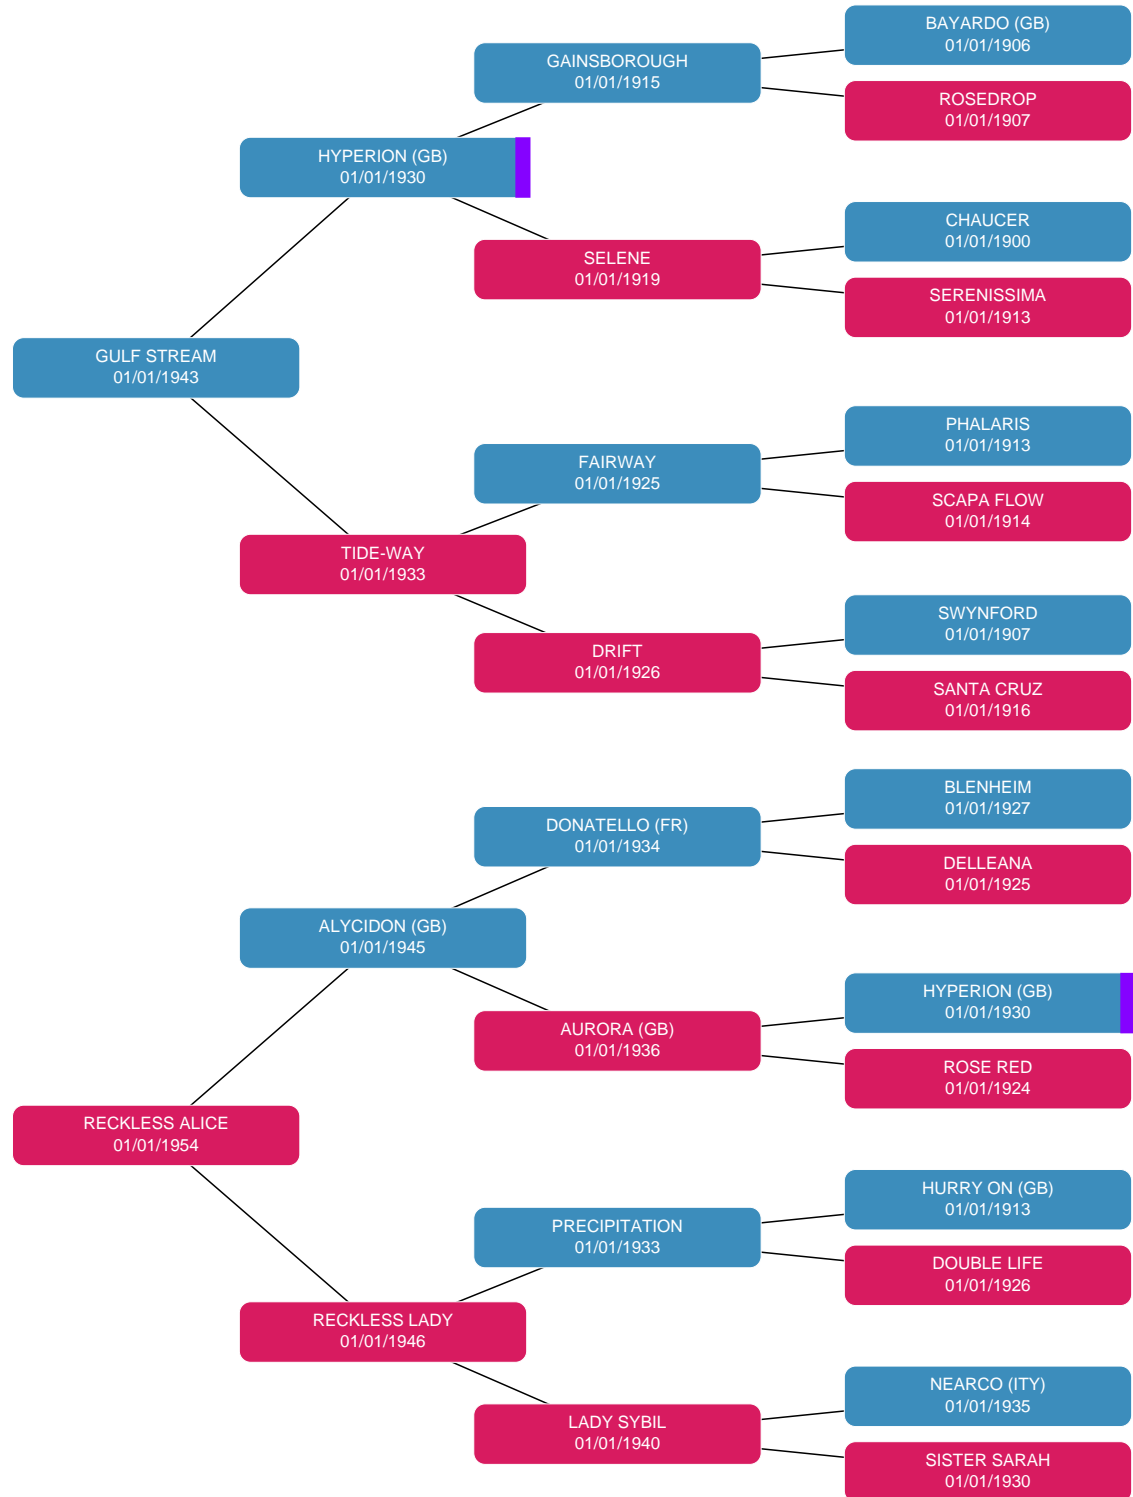 BAYARDO (GB)
01/01/1906
GAINSBOROUGH
01/01/1915
ROSEDROP
01/01/1907
HYPERION (GB)
01/01/1930
CHAUCER
01/01/1900
SELENE
01/01/1919
SERENISSIMA
01/01/1913
GULF STREAM
01/01/1943
PHALARIS
01/01/1913
FAIRWAY
01/01/1925
SCAPA FLOW
01/01/1914
TIDE-WAY
01/01/1933
SWYNFORD
01/01/1907
DRIFT
01/01/1926
SANTA CRUZ
01/01/1916
BLENHEIM
01/01/1927
DONATELLO (FR)
01/01/1934
DELLEANA
01/01/1925
ALYCIDON (GB)
01/01/1945
HYPERION (GB)
01/01/1930
AURORA (GB)
01/01/1936
ROSE RED
01/01/1924
RECKLESS ALICE
01/01/1954
HURRY ON (GB)
01/01/1913
PRECIPITATION
01/01/1933
DOUBLE LIFE
01/01/1926
RECKLESS LADY
01/01/1946
NEARCO (ITY)
01/01/1935
LADY SYBIL
01/01/1940
SISTER SARAH
01/01/1930